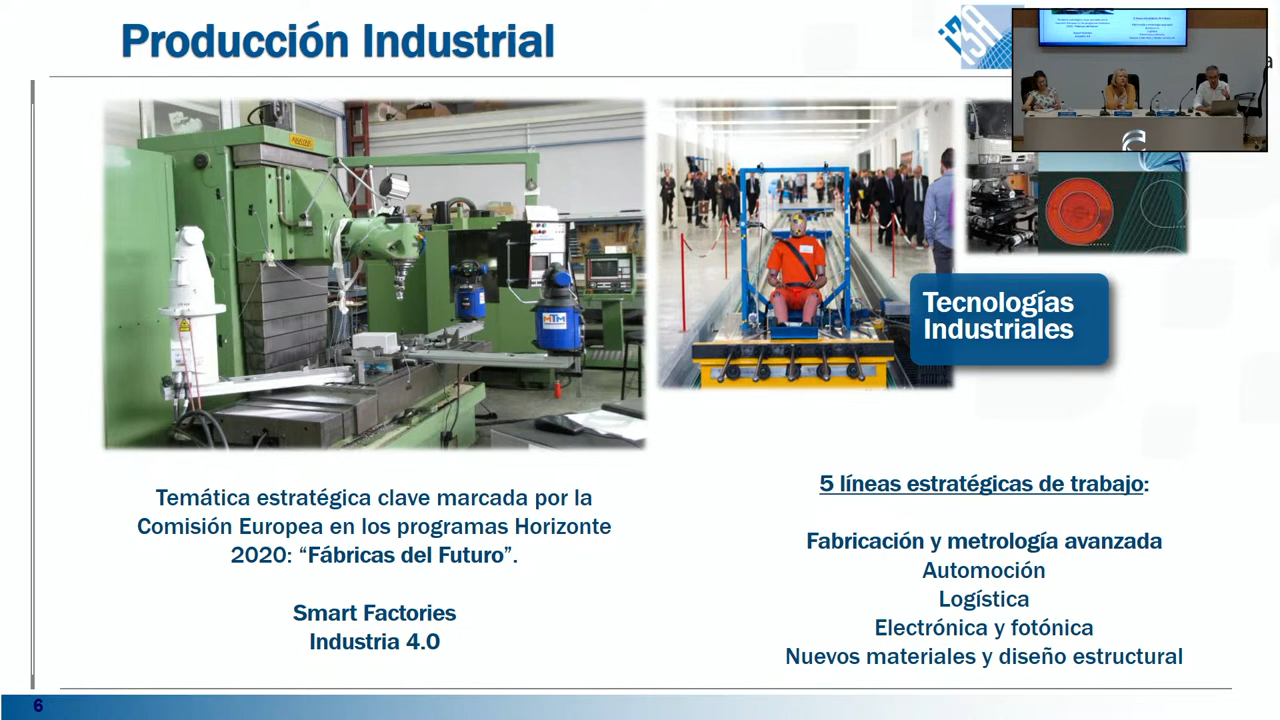 Producción Industrial
i3A
MTM
Tecnologías
Industriales
Temática estratégica clave marcada por la
Comisión Europea en los programas Horizonte
2020: “Fábricas del Futuro”.
Smart Factories
Industria 4.0
5 líneas estratégicas de trabajo:
Fabricación y metrología avanzada
Automoción
Logística
Electrónica y fotónica
Nuevos materiales y diseño estructural
6